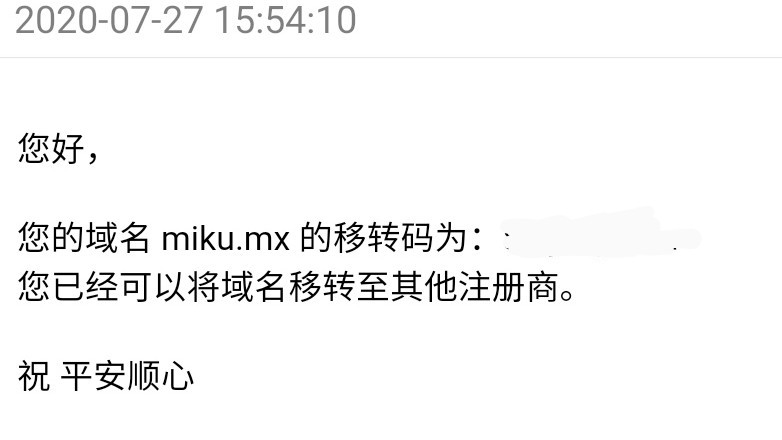 2020-07-27 15:54:10
您好，
您的域名 miku.mx 的移转码为：
您已经可以将域名移转至其他注册商。
祝 平安顺心